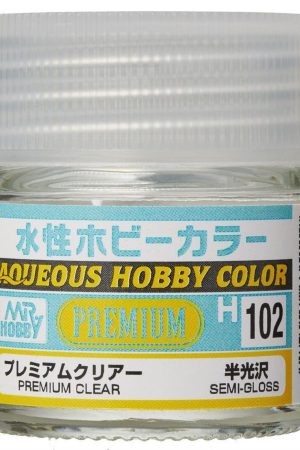 水性ホビーカラー
AQUEOUS HOBBY COLOR
MR HOBBY
PREMIUM
H 102
プレミアムクリアー
PREMIUM CLEAR
半光沢
SEMI-GLOSS